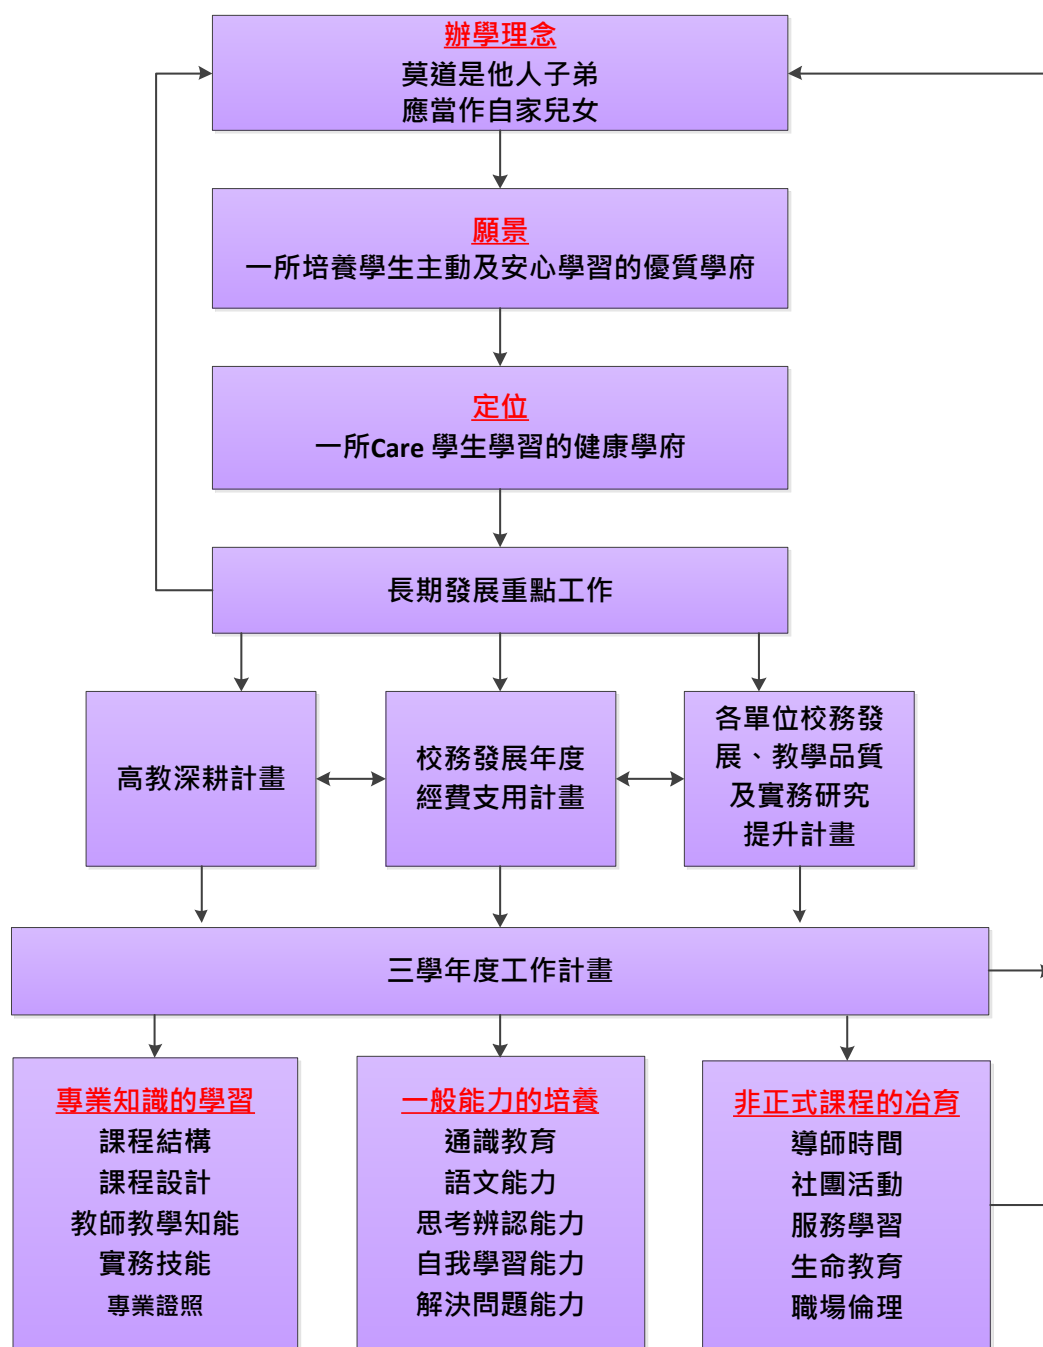 辦學理念
莫道是他人子弟
應當作自家兒女
願景
一所培養學生主動及安心學習的優質學府
定位
一所Care 學生學習的健康學府
長期發展重點工作
高教深耕計畫
校務發展年度
經費支用計畫
各單位校務發
展、教學品質
及實務研究
提升計畫
三學年度工作計畫
專業知識的學習
課程結構
課程設計
教師教學知能
實務技能
專業證照
一般能力的培養
通識教育
語文能力
思考辨認能力
自我學習能力
解決問題能力
非正式課程的冶育
導師時間
社團活動
服務學習
生命教育
職場倫理